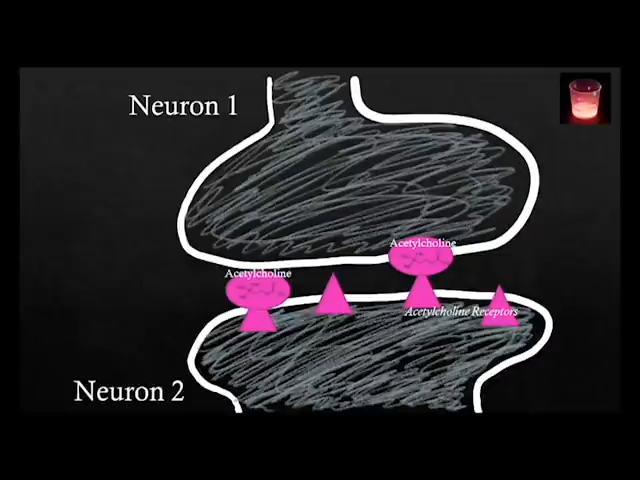 Neuron 1
Acetylcholine
Acetylcholine
Acetylcholine Receptors
Neuron 2